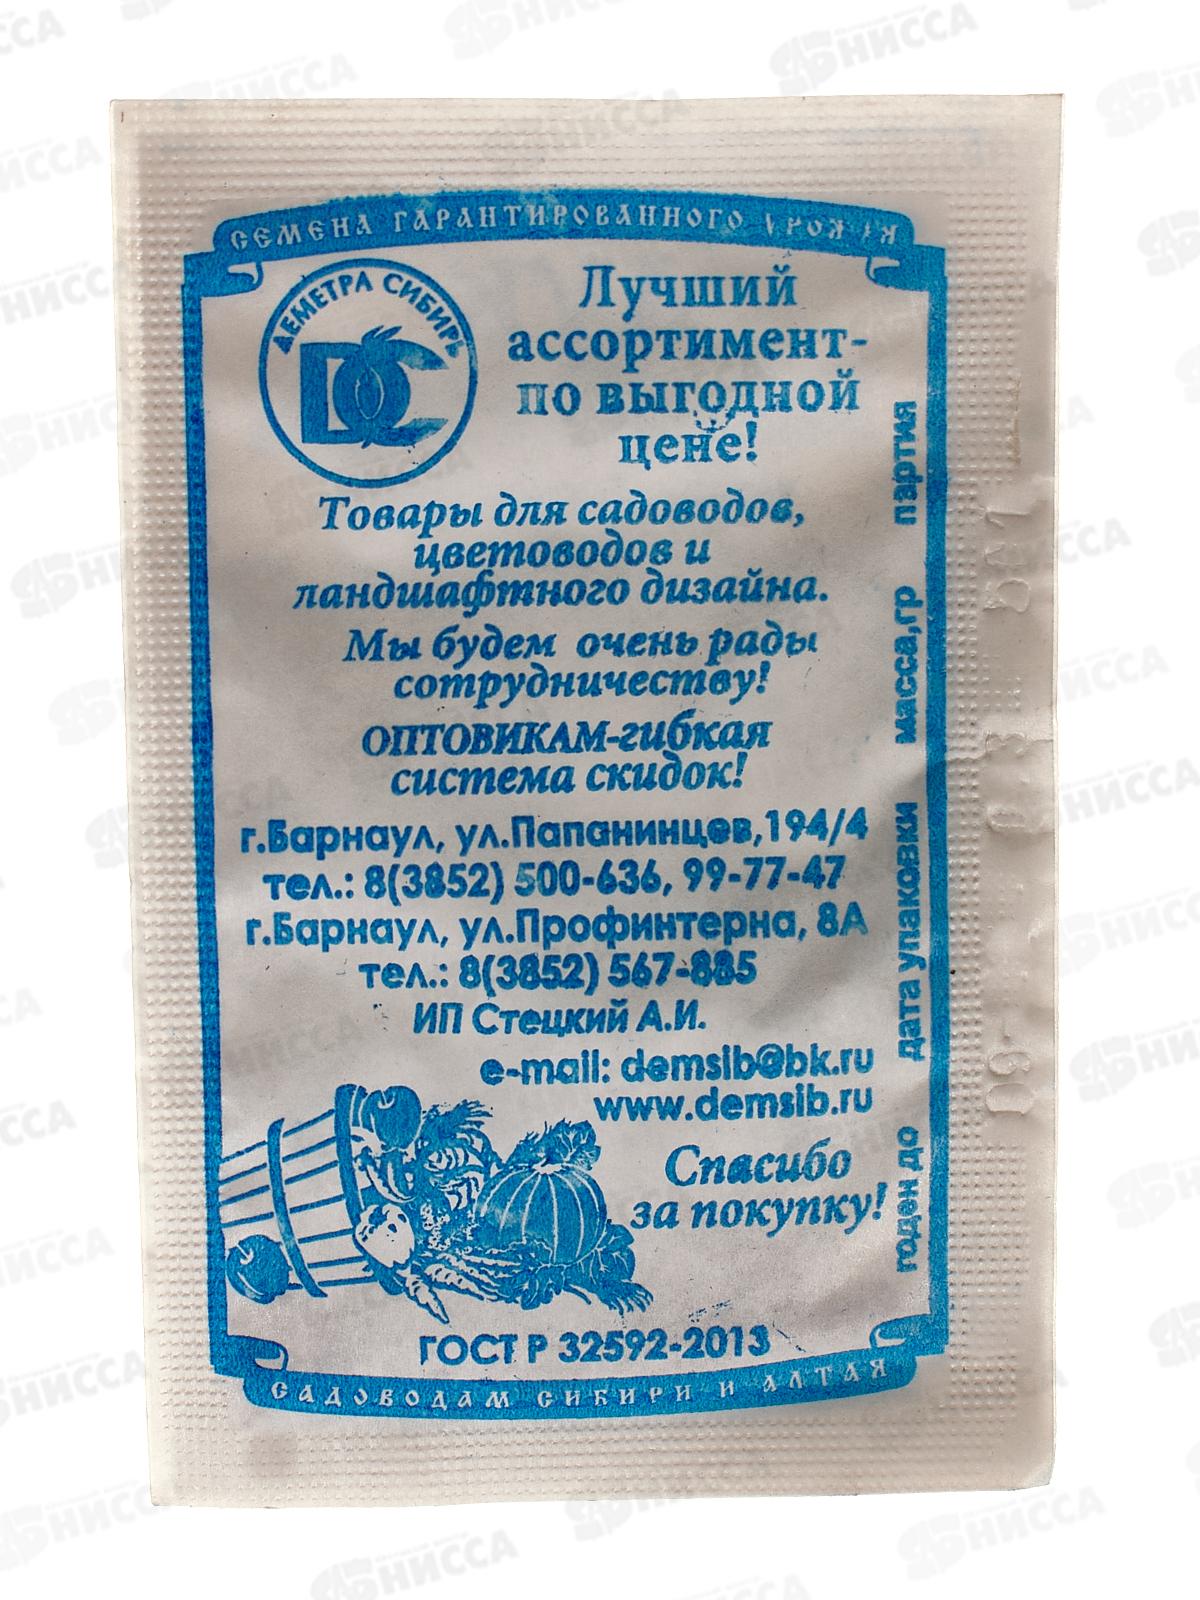 СЕМЕНА ГАРАНТИРОВАННОГО УРОЖАЯ
ДЕМЕТРА СИБИРЬ
DC
Лучший
ассортимент-
по выгодной
цене!
Товары для садоводов,
цветоводов и
ландшафтного дизайна.
Мы будем очень рады
сотрудничеству!
ОПТОВИКАМ-гибкая
система скидок!
г.Барнаул, ул.Папанинцев,194/4
тел.: 8(3852) 500-636, 99-77-47
г.Барнаул, ул.Профинтерна, 8А
тел.: 8(3852) 567-885
ИП Стецкий А.И.
e-mail: demsib@bk.ru
www.demsib.ru
Спасибо
за покупку!
ГОСТ Р 32592-2013
САДОВОДАМ СИБИРИ И АЛТАЯ
годен до дата упаковки масса,гр партия
НИССА